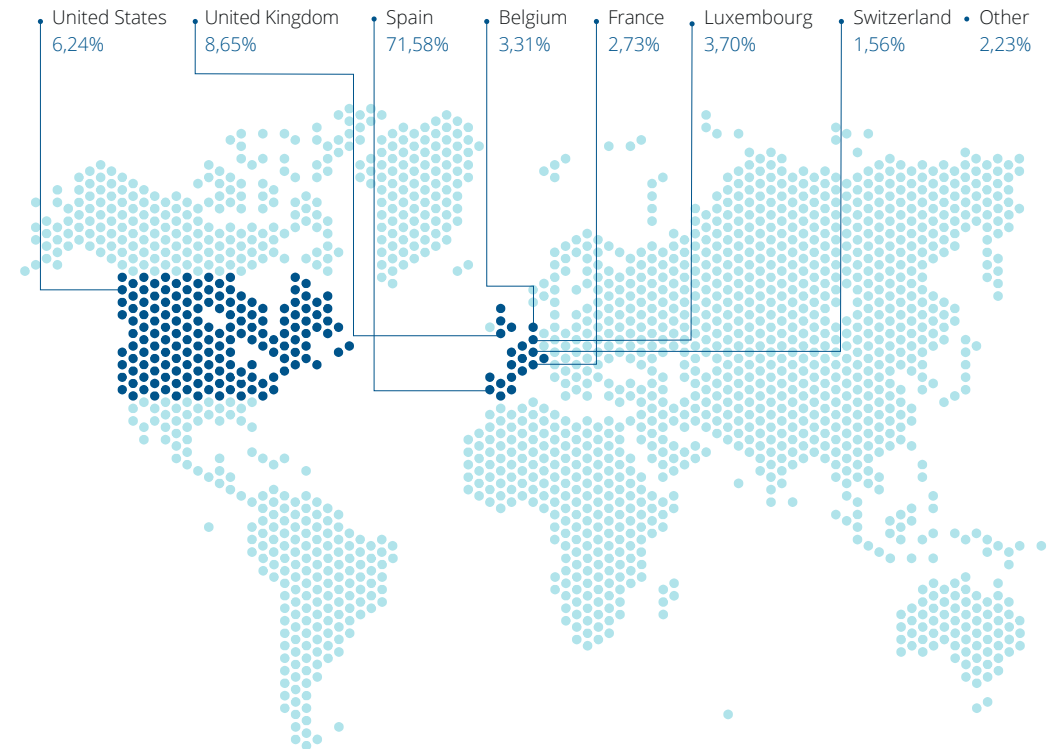 United States
6,24%
United Kingdom
8,65%
Spain
71,58%
Belgium
3,31%
France
2,73%
Luxembourg
3,70%
Switzerland
1,56%
Other
2,23%